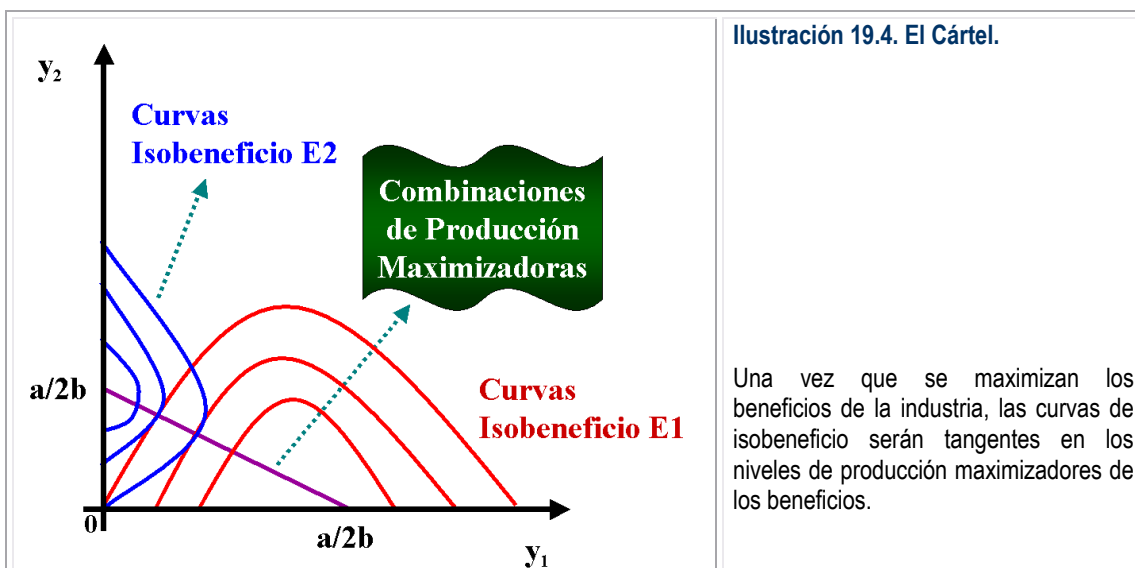 Ilustración 19.4. El Cártel.
y2
Curvas
Isobeneficio E2
Combinaciones
de Producción
Maximizadoras
a/2b
Curvas
Isobeneficio E1
0
a/2b
y1
Una vez que se maximizan los
beneficios de la industria, las curvas de
isobeneficio serán tangentes en los
niveles de producción maximizadores de
los beneficios.